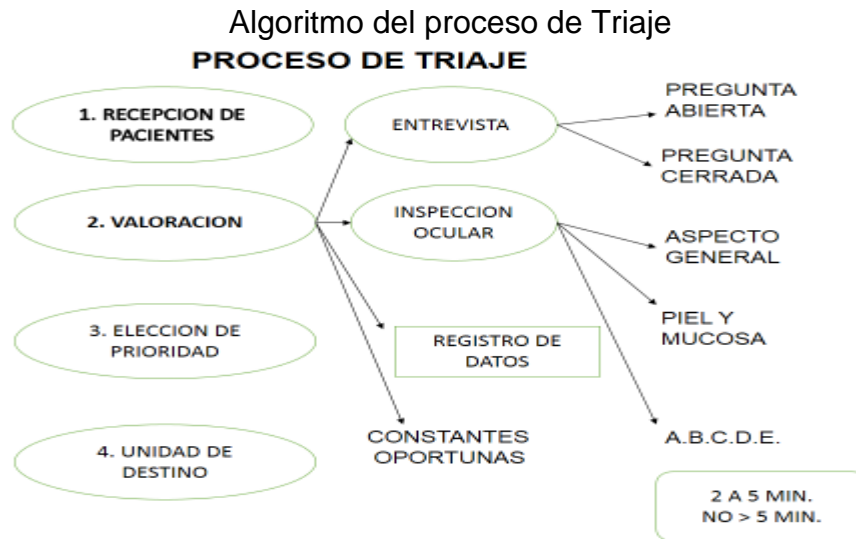 Algoritmo del proceso de Triaje
PROCESO DE TRIAJE
1. RECEPCION DE
PACIENTES
ENTREVISTA
PREGUNTA
ABIERTA
PREGUNTA
CERRADA
2. VALORACION
INSPECCION
OCULAR
ASPECTO
GENERAL
PIEL Y
MUCOSA
3. ELECCION DE
PRIORIDAD
REGISTRO DE
DATOS
4. UNIDAD DE
DESTINO
CONSTANTES
OPORTUNAS
A.B.C.D.E.
2 A 5 MIN.
NO > 5 MIN.